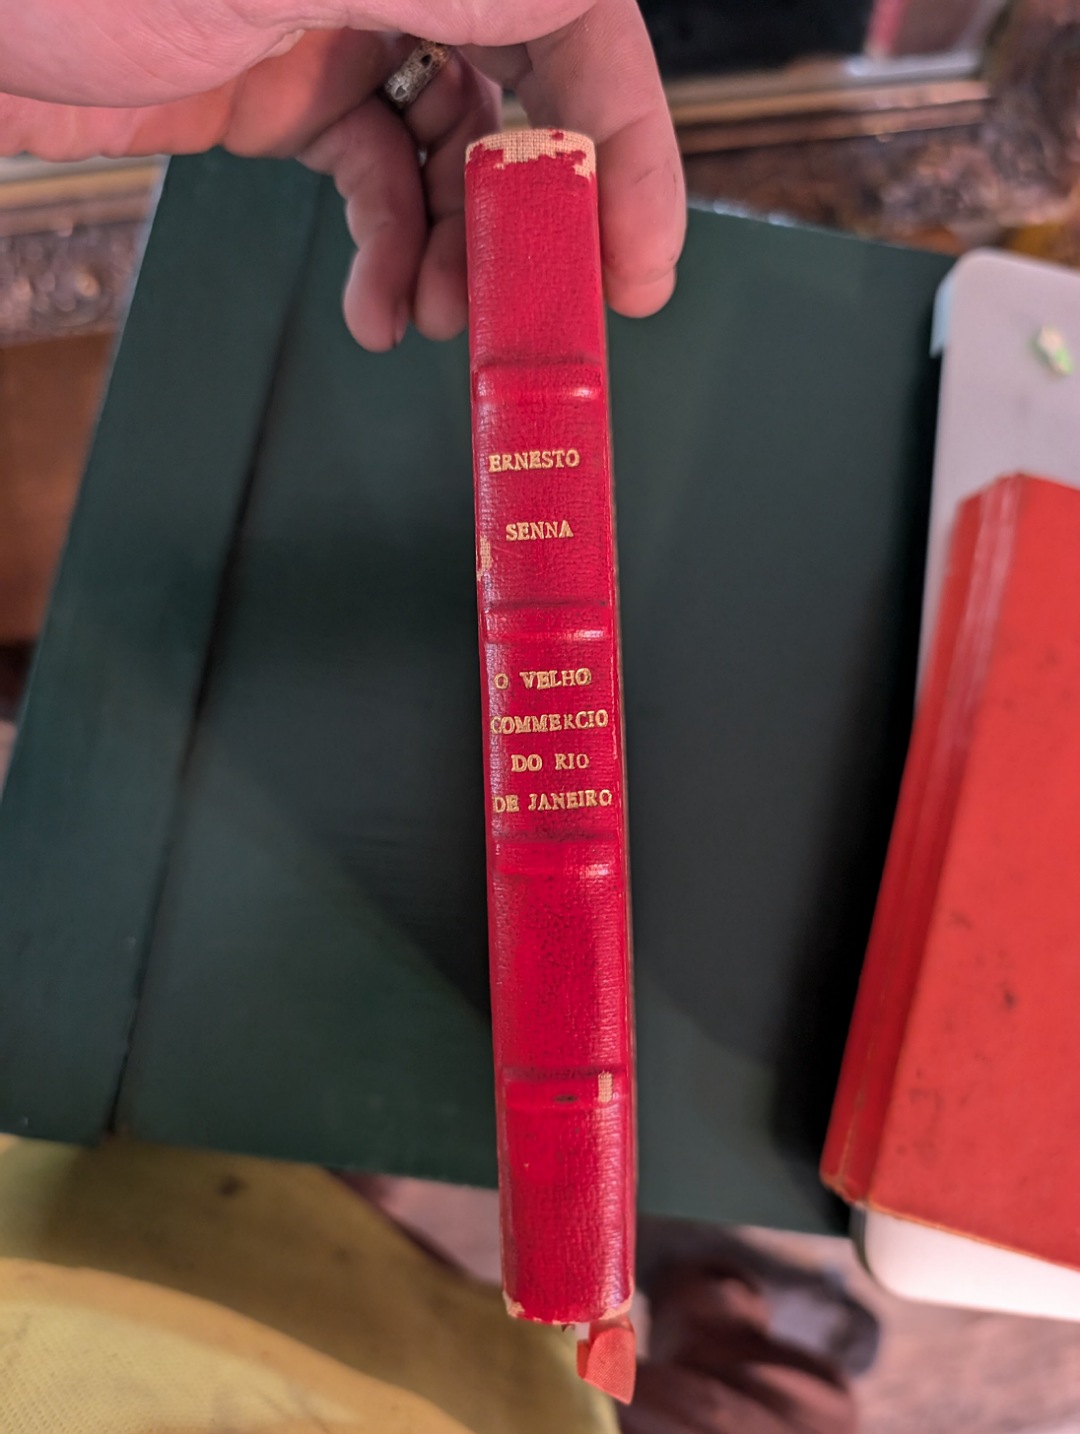 ERNESTO
SENNA
O VELHO
COMMERCIO
DO RIO
DE JANEIRO